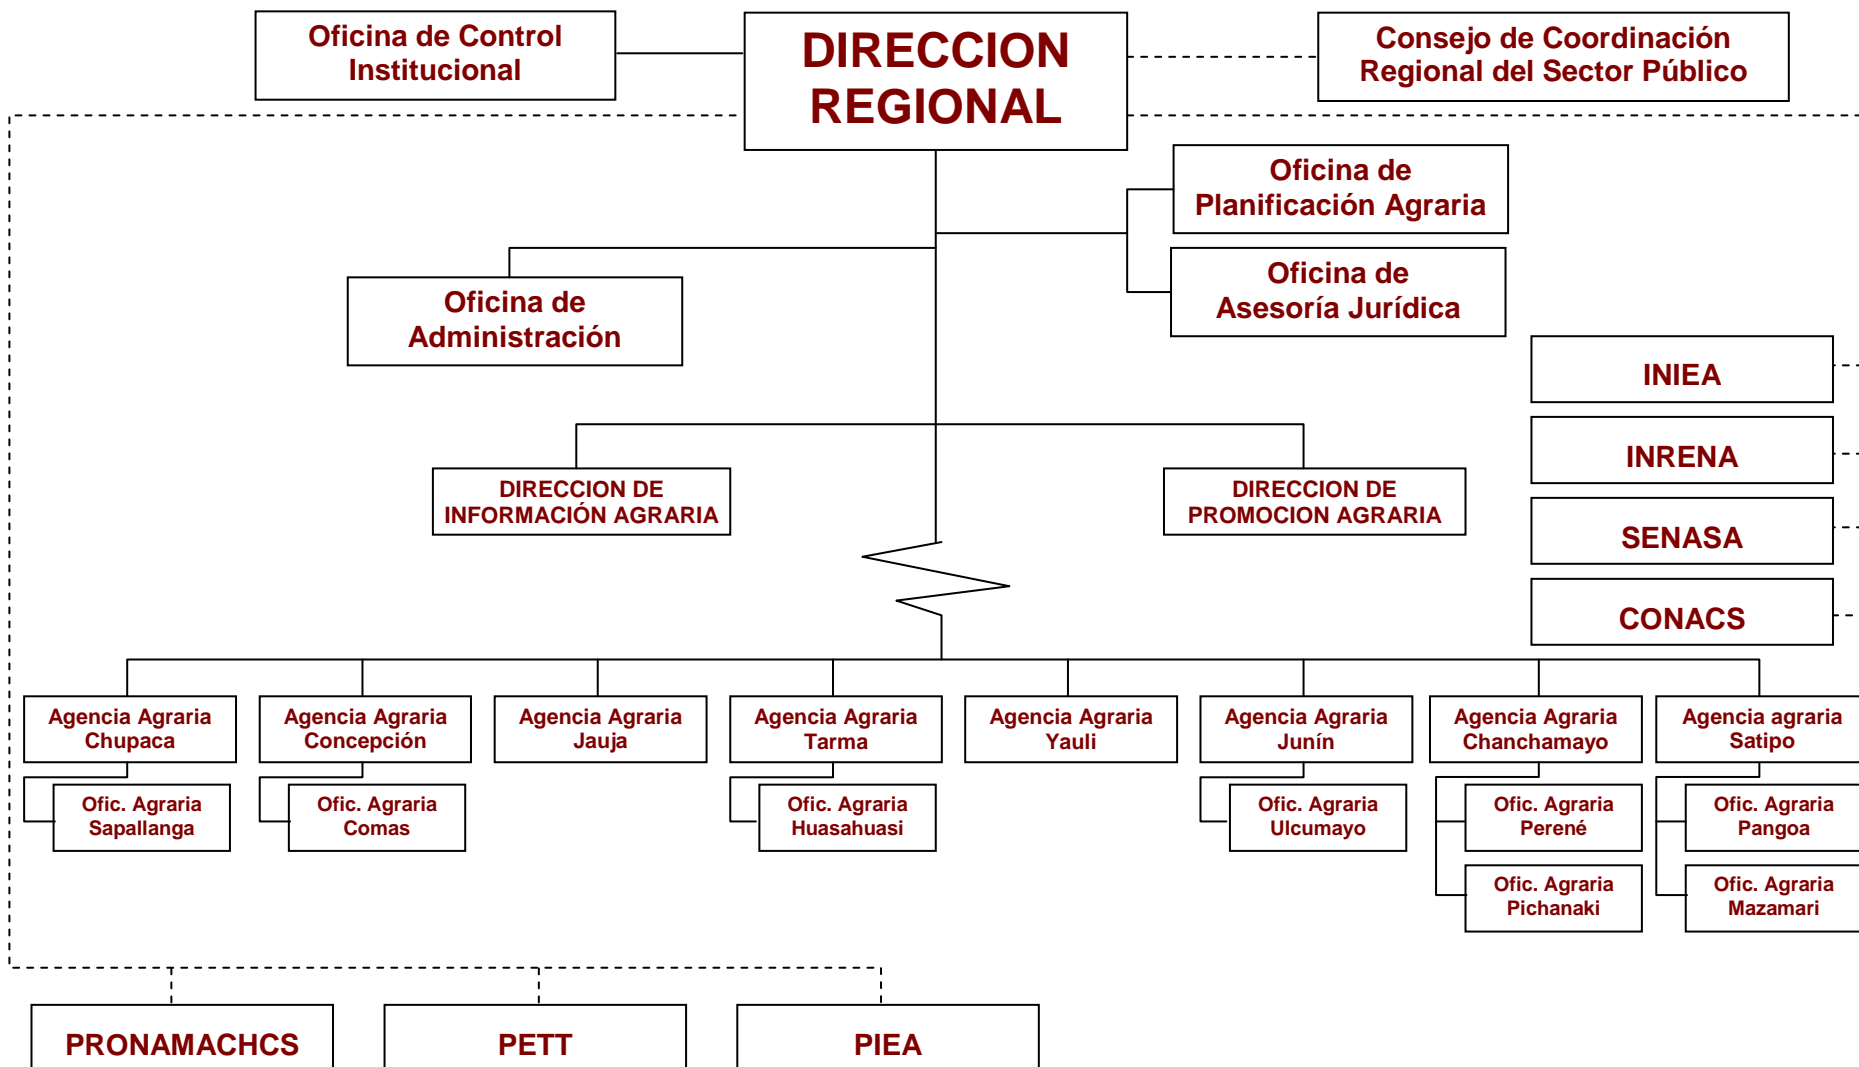 Oficina de Control
Institucional
DIRECCION
REGIONAL
Consejo de Coordinación
Regional del Sector Público
Oficina de
Planificación Agraria
Oficina de
Asesoría Jurídica
Oficina de
Administración
INIEA
INRENA
SENASA
CONACS
DIRECCION DE
INFORMACIÓN AGRARIA
DIRECCION DE
PROMOCION AGRARIA
Agencia Agraria
Chupaca
Agencia Agraria
Concepción
Agencia Agraria
Jauja
Agencia Agraria
Tarma
Agencia Agraria
Yauli
Agencia Agraria
Junín
Agencia Agraria
Chanchamayo
Agencia agraria
Satipo
Ofic. Agraria
Sapallanga
Ofic. Agraria
Comas
Ofic. Agraria
Huasahuasi
Ofic. Agraria
Ulcumayo
Ofic. Agraria
Perené
Ofic. Agraria
Pangoa
Ofic. Agraria
Pichanaki
Ofic. Agraria
Mazamari
PRONAMACHCS
PETT
PIEA